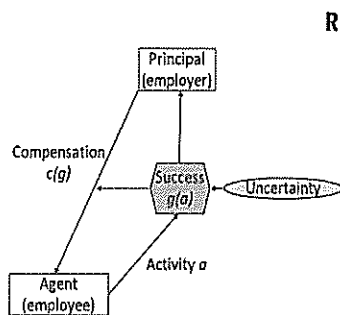 R
Principal
(employer)
Compensation
c(g)
Success
g(a)
Uncertainty
Activity a
Agent
(employee)